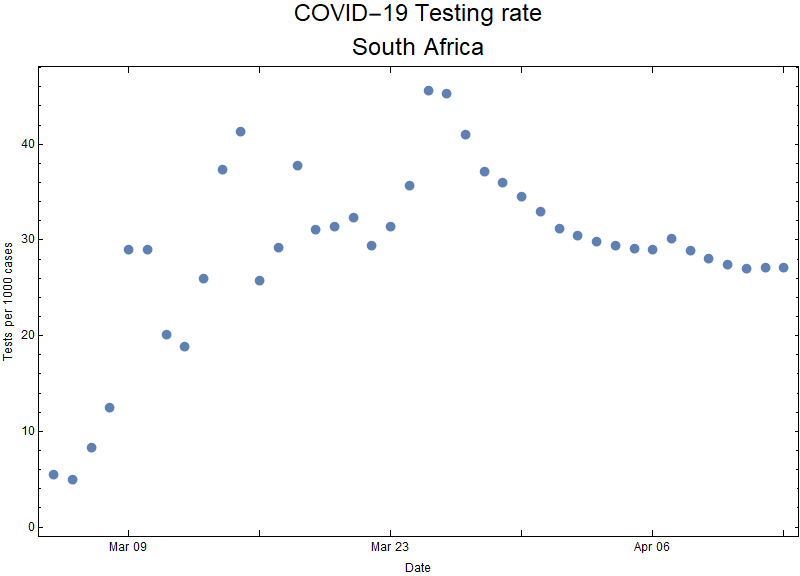 COVID–19 Testing rate
South Africa
Tests per 1000 cases
40
30
20
10
0
Mar 09
Mar 23
Apr 06
Date